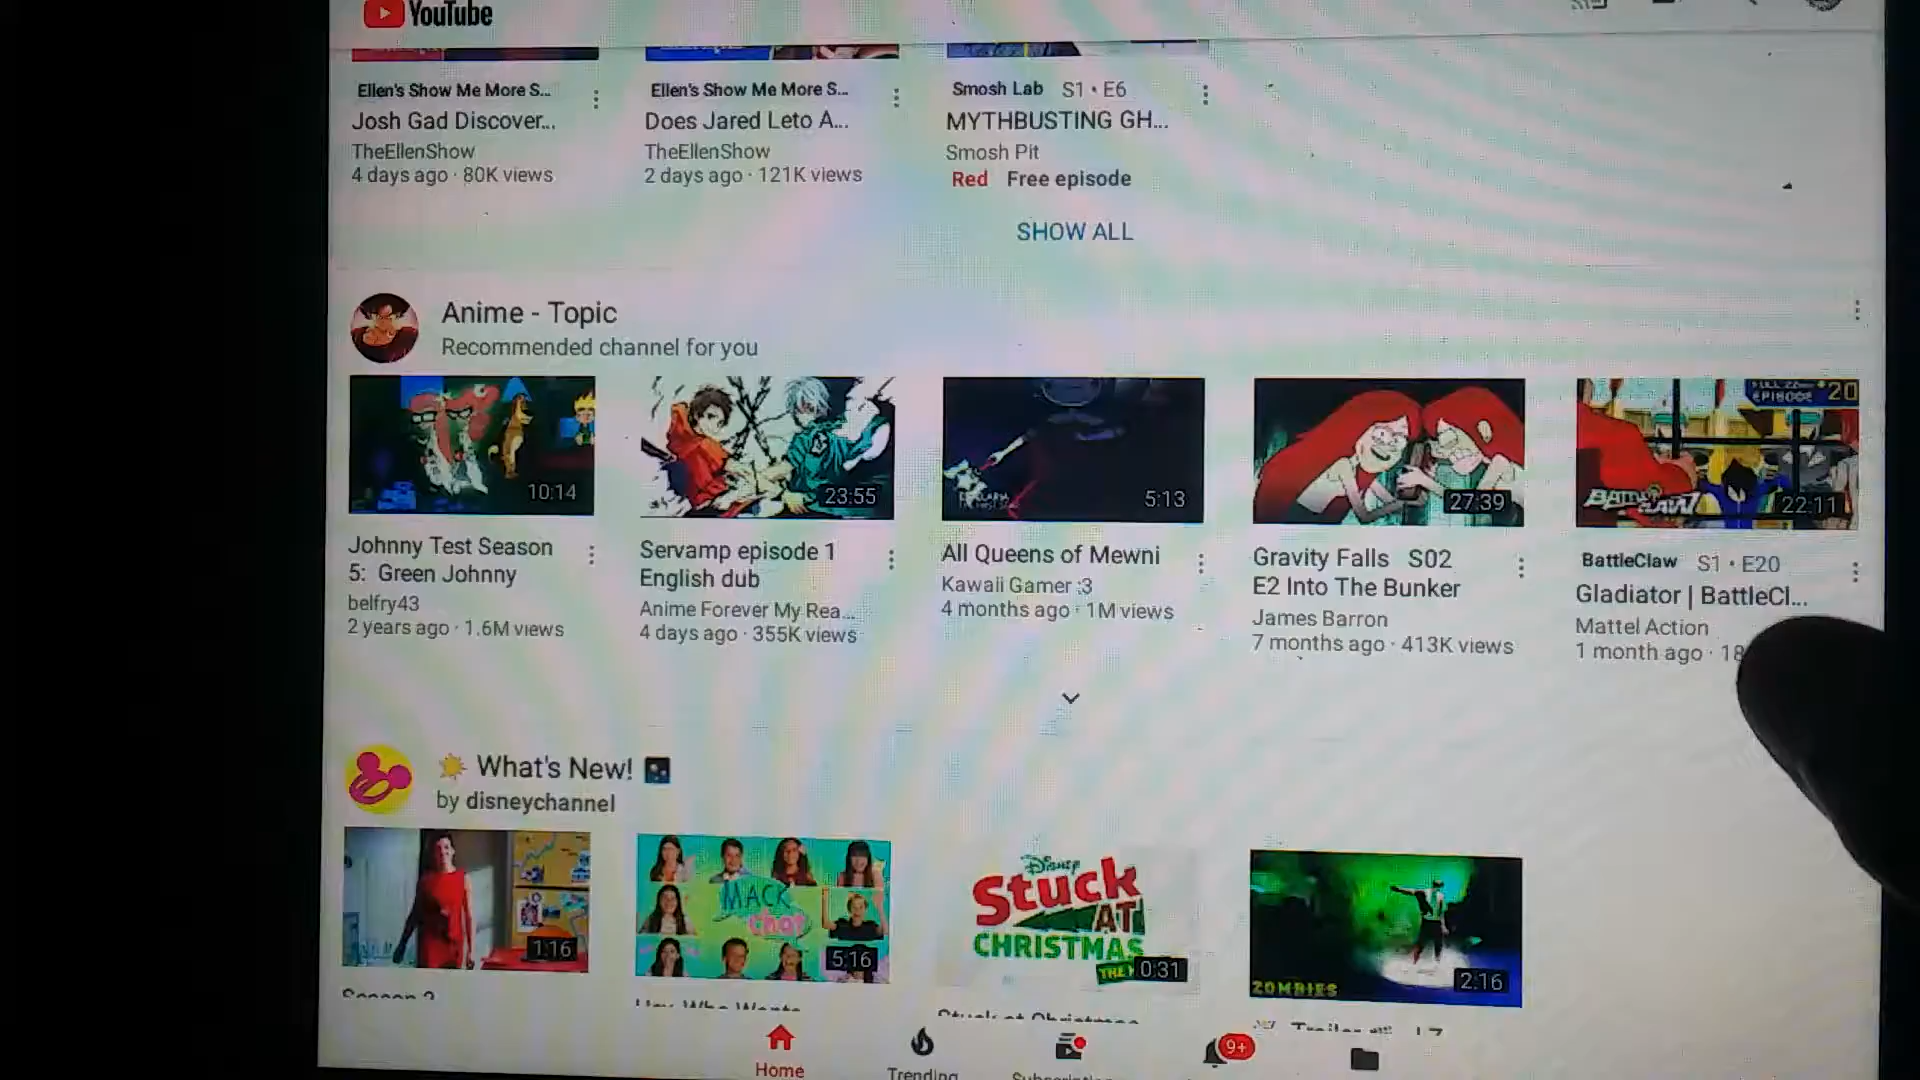 YouTube
Ellen's Show Me More S...
Josh Gad Discover...
TheEllenShow
4 days ago · 80K views
Ellen's Show Me More S...
Does Jared Leto A...
TheEllenShow
2 days ago · 121K views
Smosh Lab S1 • E6
MYTHBUSTING GH...
Smosh Pit
Red Free episode
SHOW ALL
Anime - Topic
Recommended channel for you
10:14
Johnny Test Season
5: Green Johnny
belfry43
2 years ago · 1.6M views
23:55
Servamp episode 1
English dub
Anime Forever My Rea...
4 days ago · 355K views
5:13
All Queens of Mewni
Kawaii Gamer :3
4 months ago · 1M views
27:39
Gravity Falls S02
E2 Into The Bunker
James Barron
7 months ago · 413K views
EPISODE 20
22:11
BattleClaw S1 • E20
Gladiator | BattleCl...
Mattel Action
1 month ago · 18
What's New!
by disneychannel
1:16
MACK
Chat
5:16
Disney
Stuck
AT
CHRISTMAS
THE
0:31
ZOMBIES
2:16
Home
Trending
9+